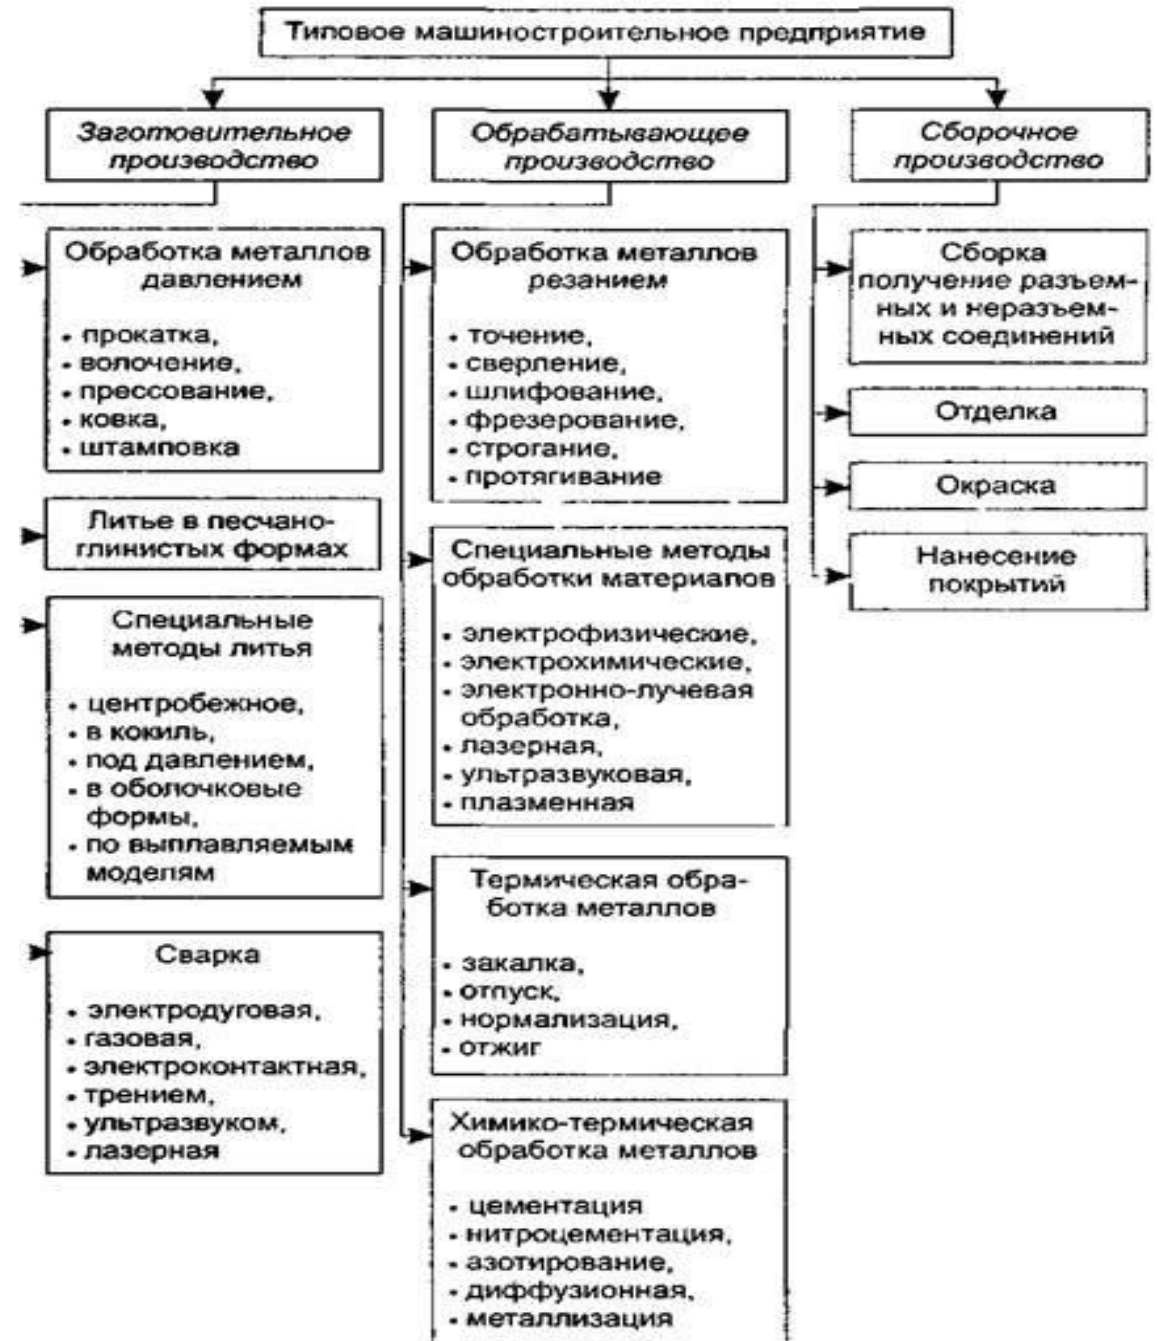 Типовое машиностроительное предприятие
Заготовительное
производство
Обработка металлов
давлением
• прокатка,
• волочение,
• прессование,
• ковка,
• штамповка
Литье в песчано-
глинистых формах
Специальные
методы литья
• центробежное,
• в кокиль,
• под давлением,
• в оболочковые
формы,
• по выплавляемым
моделям
Сварка
• электродуговая,
• газовая,
• электроконтактная,
• трением,
• ультразвуком,
• лазерная
Обрабатывающее
производство
Обработка металлов
резанием
• точение,
• сверление,
• шлифование,
• фрезерование,
• строгание,
• протягивание
Специальные методы
обработки материалов
• электрофизические,
• электрохимические,
• электронно-лучевая
обработка,
• лазерная,
• ультразвуковая,
• плазменная
Термическая обра-
ботка металлов
• закалка,
• отпуск,
• нормализация,
• отжиг
Химико-термическая
обработка металлов
• цементация
• нитроцементация,
• азотирование,
• диффузионная,
• металлизация
Сборочное
производство
Сборка
получение разъем-
ных и неразъем-
ных соединений
Отделка
Окраска
Нанесение
покрытий